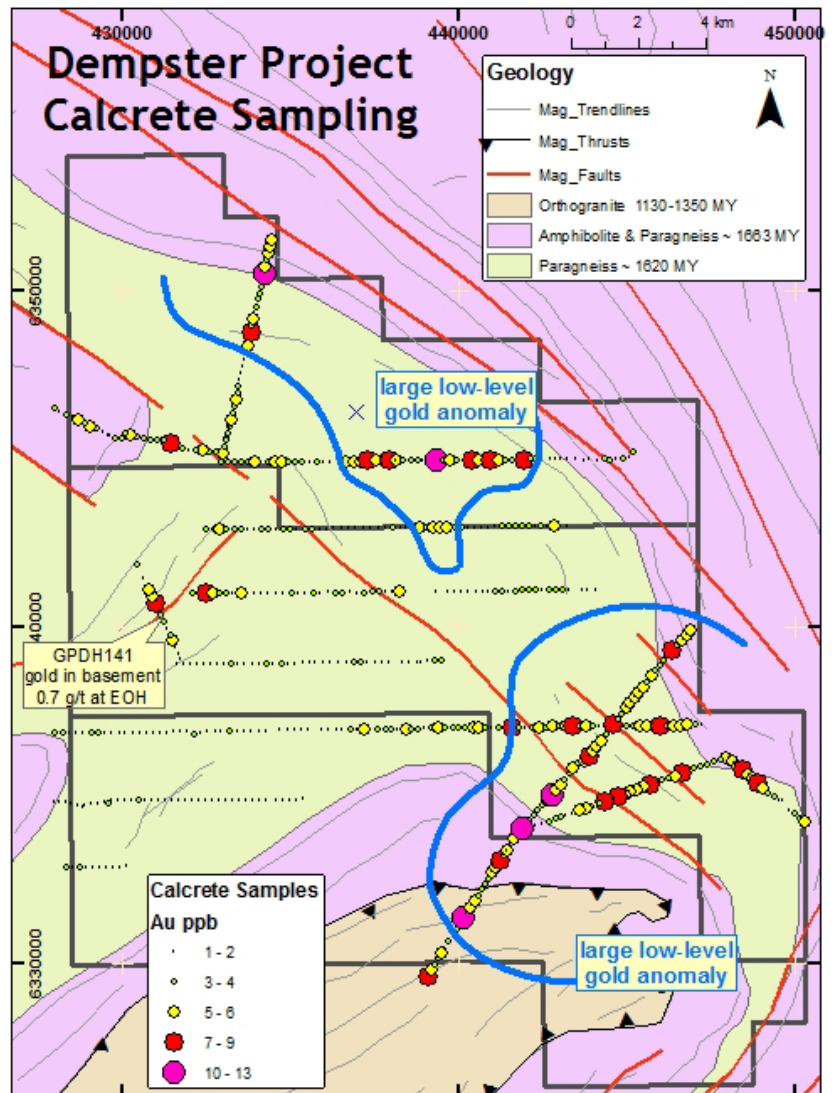 430000
440000
450000
0 2 4 km
Dempster Project
Calcrete Sampling
Geology
N
Mag_Trendlines
Mag_Thrusts
Mag_Faults
Orthogranite 1130-1350 MY
Amphibolite & Paragneiss ~ 1663 MY
Paragneiss ~ 1620 MY
6350000
large low-level
gold anomaly
40000
GPDH141
gold in basement
0.7 g/t at EOH
Calcrete Samples
Au ppb
1 - 2
3 - 4
5 - 6
7 - 9
10 - 13
6330000
large low-level
gold anomaly